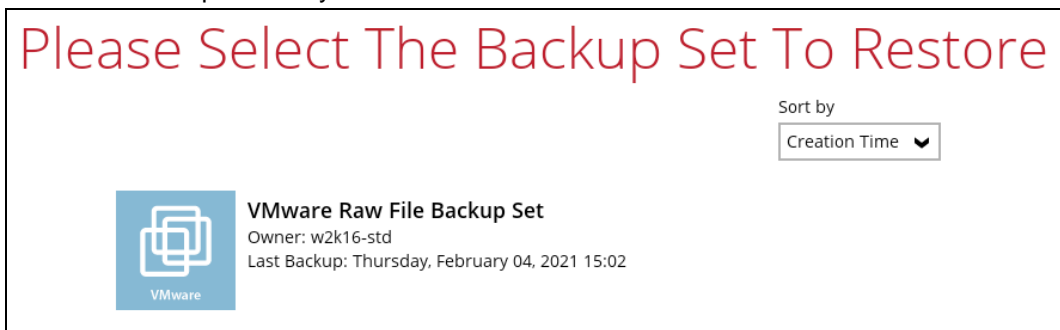 Please Select The Backup Set To Restore
Sort by
Creation Time
VMware Raw File Backup Set
Owner: w2k16-std
Last Backup: Thursday, February 04, 2021 15:02
VMware